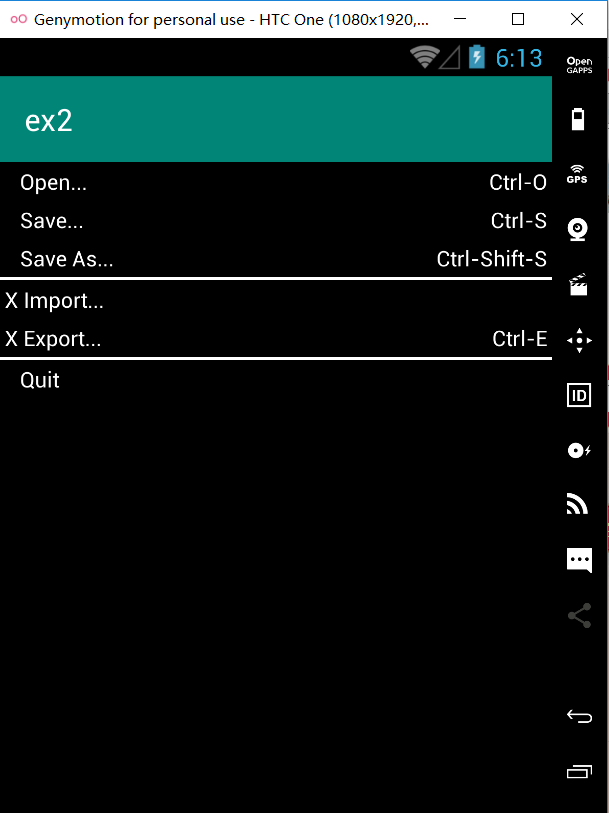 Genymotion for personal use - HTC One (1080x1920,...
6:13
Open
GAPPS
ex2
Open... Ctrl-O
Save... Ctrl-S
Save As... Ctrl-Shift-S
X Import...
X Export... Ctrl-E
Quit
GPS
ID